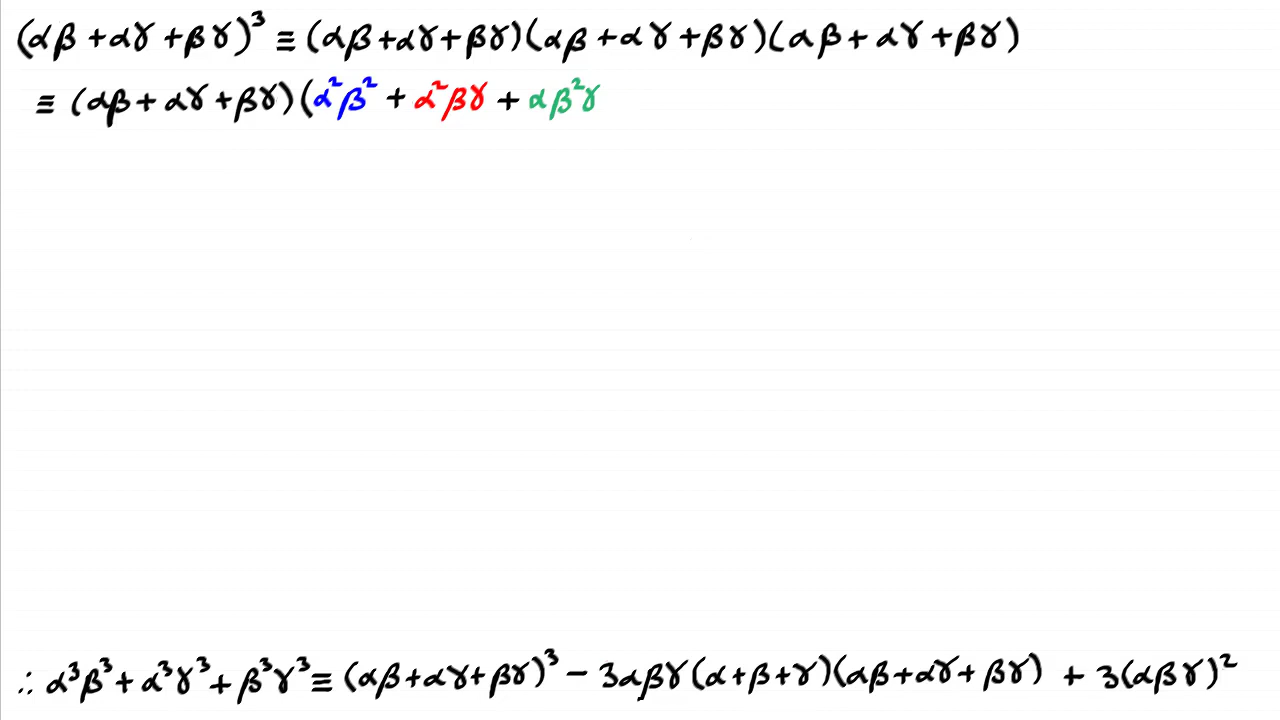 (αβ + αγ + βγ)³ ≡ (αβ + αγ + βγ)(αβ + αγ + βγ)(αβ + αγ + βγ)
≡ (αβ + αγ + βγ)(α²β² + α²βγ + αβ²γ
∴ α³β³ + α³γ³ + β³γ³ ≡ (αβ + αγ + βγ)³ − 3αβγ(α + β + γ)(αβ + αγ + βγ) + 3(αβγ)²